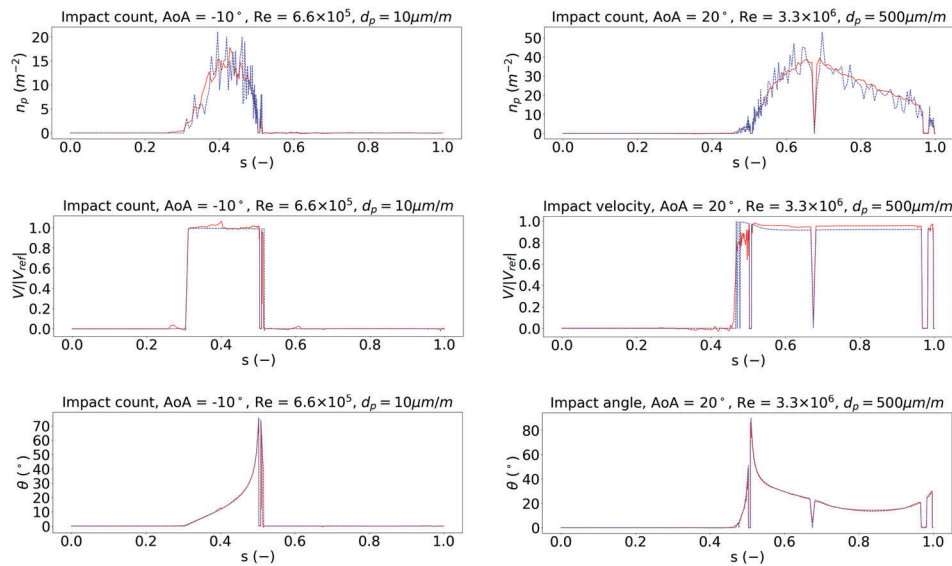 Impact count, AoA = -10°, Re = 6.6×10⁵, dₚ = 10μm/m
20
15
10
5
0
nₚ (m⁻²)
0.0 0.2 0.4 0.6 0.8 1.0
s (−)
Impact count, AoA = 20°, Re = 3.3×10⁶, dₚ = 500μm/m
50
40
30
20
10
0
nₚ (m⁻²)
0.0 0.2 0.4 0.6 0.8 1.0
s (−)
Impact count, AoA = -10°, Re = 6.6×10⁵, dₚ = 10μm/m
1.0
0.8
0.6
0.4
0.2
0.0
V/|V_ref|
0.0 0.2 0.4 0.6 0.8 1.0
s (−)
Impact velocity, AoA = 20°, Re = 3.3×10⁶, dₚ = 500μm/m
1.0
0.8
0.6
0.4
0.2
0.0
V/|V_ref|
0.0 0.2 0.4 0.6 0.8 1.0
s (−)
Impact count, AoA = -10°, Re = 6.6×10⁵, dₚ = 10μm/m
70
60
50
40
30
20
10
0
θ (°)
0.0 0.2 0.4 0.6 0.8 1.0
s (−)
Impact angle, AoA = 20°, Re = 3.3×10⁶, dₚ = 500μm/m
80
60
40
20
0
θ (°)
0.0 0.2 0.4 0.6 0.8 1.0
s (−)